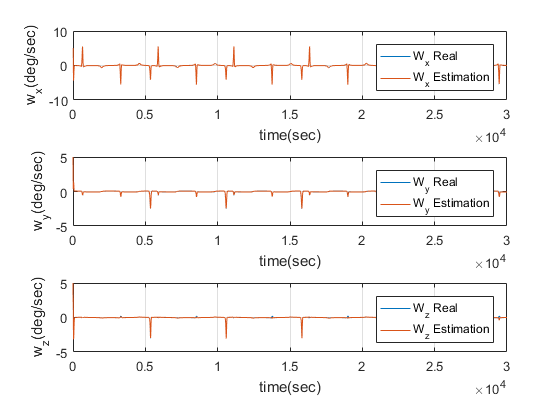 w_x(deg/sec)
10
0
-10
W_x Real
W_x Estimation
0 0.5 1 1.5 2 2.5 3
time(sec)
×10^4
w_y(deg/sec)
5
0
-5
W_y Real
W_y Estimation
0 0.5 1 1.5 2 2.5 3
time(sec)
×10^4
w_z(deg/sec)
5
0
-5
W_z Real
W_z Estimation
0 0.5 1 1.5 2 2.5 3
time(sec)
×10^4